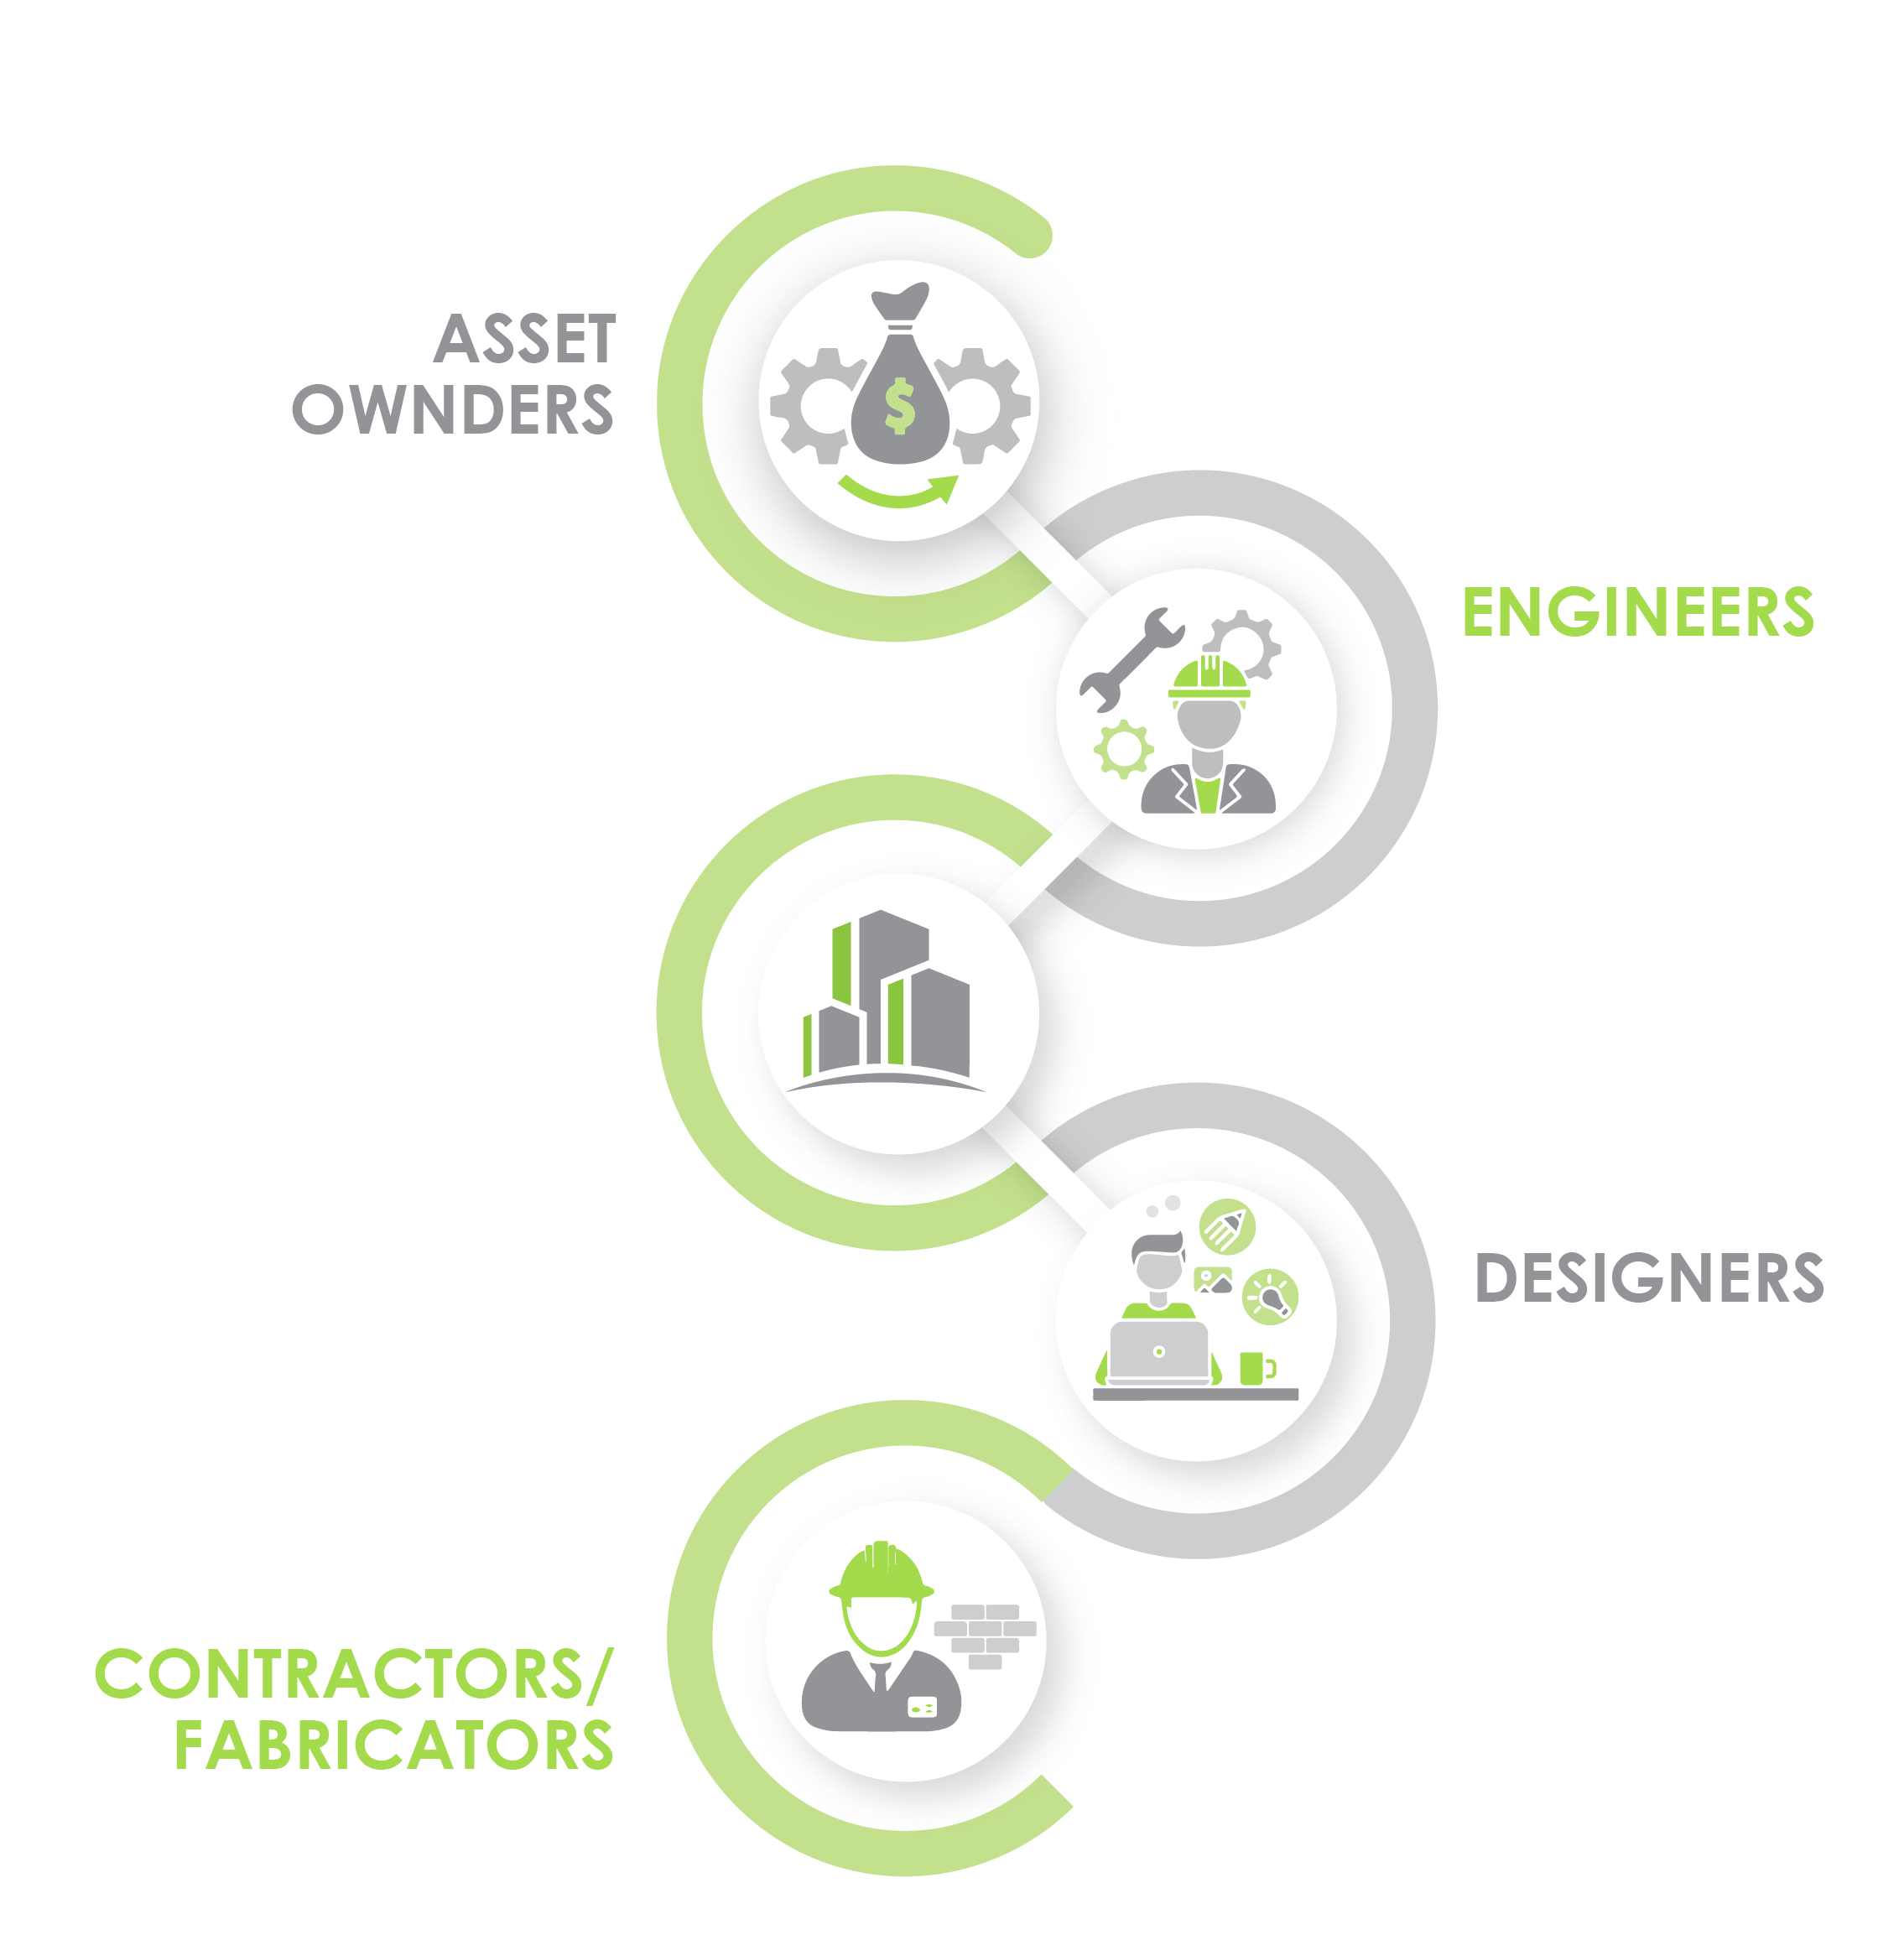 ASSET
OWNDERS
$
ENGINEERS
DESIGNERS
CONTRACTORS/
FABRICATORS